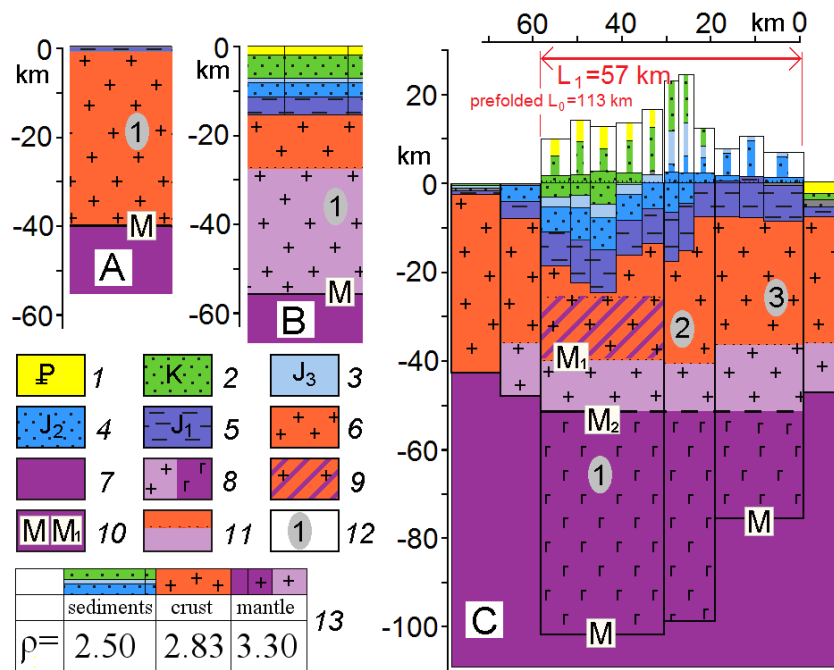 0
km
-20
-40
-60
1
M
A
0
km
-20
-40
-60
1
M
B
60 40 20 km 0
L₁=57 km
prefolded L₀=113 km
20
km
0
-20
-40
-60
-80
-100
M₁
M₂
1
2
3
M
M
C
₽ 1
K 2
J₃ 3
J₂ 4
J₁ 5
6
7
8
9
M M₁ 10
11
1 12
sediments crust mantle 13
ρ= 2.50 2.83 3.30